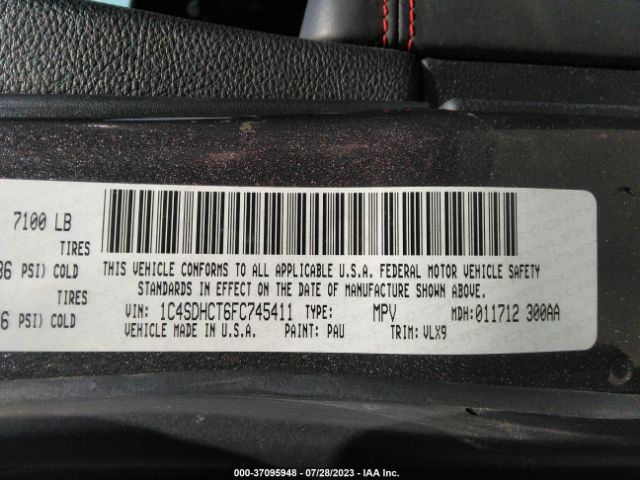 7100 LB
TIRES
36 PSI) COLD
TIRES
6 PSI) COLD
THIS VEHICLE CONFORMS TO ALL APPLICABLE U.S.A. FEDERAL MOTOR VEHICLE SAFETY
STANDARDS IN EFFECT ON THE DATE OF MANUFACTURE SHOWN ABOVE.
VIN: 1C4SDHCT6FC745411 TYPE: MPV MDH:011712 300AA
VEHICLE MADE IN U.S.A. PAINT: PAU TRIM: VLX9
000-37095948 - 07/28/2023 - IAA Inc.